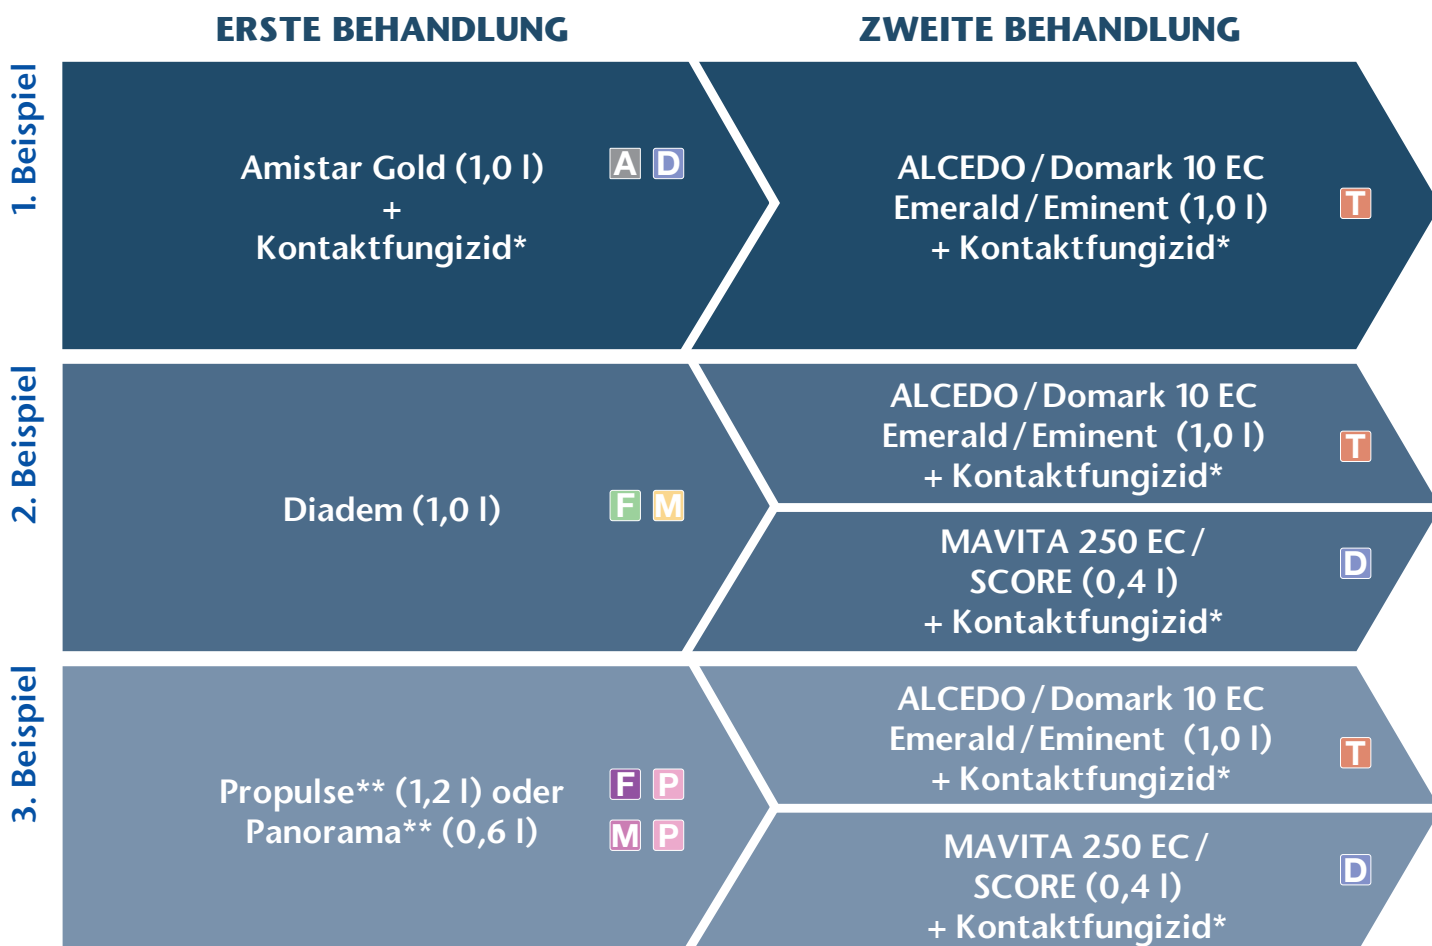 ERSTE BEHANDLUNG
ZWEITE BEHANDLUNG
1. Beispiel
Amistar Gold (1,0 l)
+
Kontaktfungizid*
A D
ALCEDO / Domark 10 EC
Emerald / Eminent (1,0 l)
+ Kontaktfungizid*
T
2. Beispiel
Diadem (1,0 l)
F M
ALCEDO / Domark 10 EC
Emerald / Eminent (1,0 l)
+ Kontaktfungizid*
T
MAVITA 250 EC /
SCORE (0,4 l)
+ Kontaktfungizid*
D
3. Beispiel
Propulse** (1,2 l) oder
Panorama** (0,6 l)
F P
M P
ALCEDO / Domark 10 EC
Emerald / Eminent (1,0 l)
+ Kontaktfungizid*
T
MAVITA 250 EC /
SCORE (0,4 l)
+ Kontaktfungizid*
D